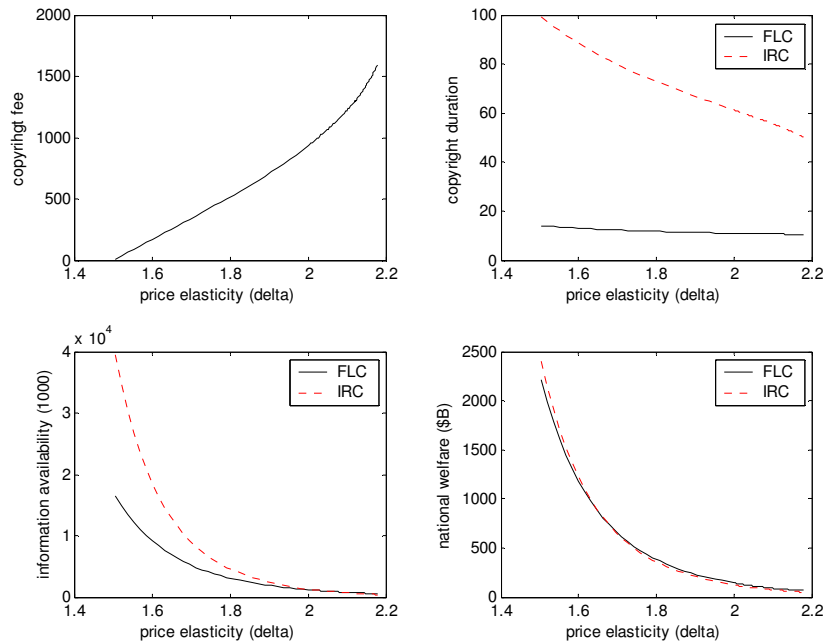 2000
1500
1000
500
0
1.4 1.6 1.8 2 2.2
copyrihgt fee
price elasticity (delta)
100
80
60
40
20
0
1.4 1.6 1.8 2 2.2
copyright duration
price elasticity (delta)
FLC
IRC
x 10^4
4
3
2
1
0
1.4 1.6 1.8 2 2.2
information availability (1000)
price elasticity (delta)
FLC
IRC
2500
2000
1500
1000
500
0
1.4 1.6 1.8 2 2.2
national welfare ($B)
price elasticity (delta)
FLC
IRC